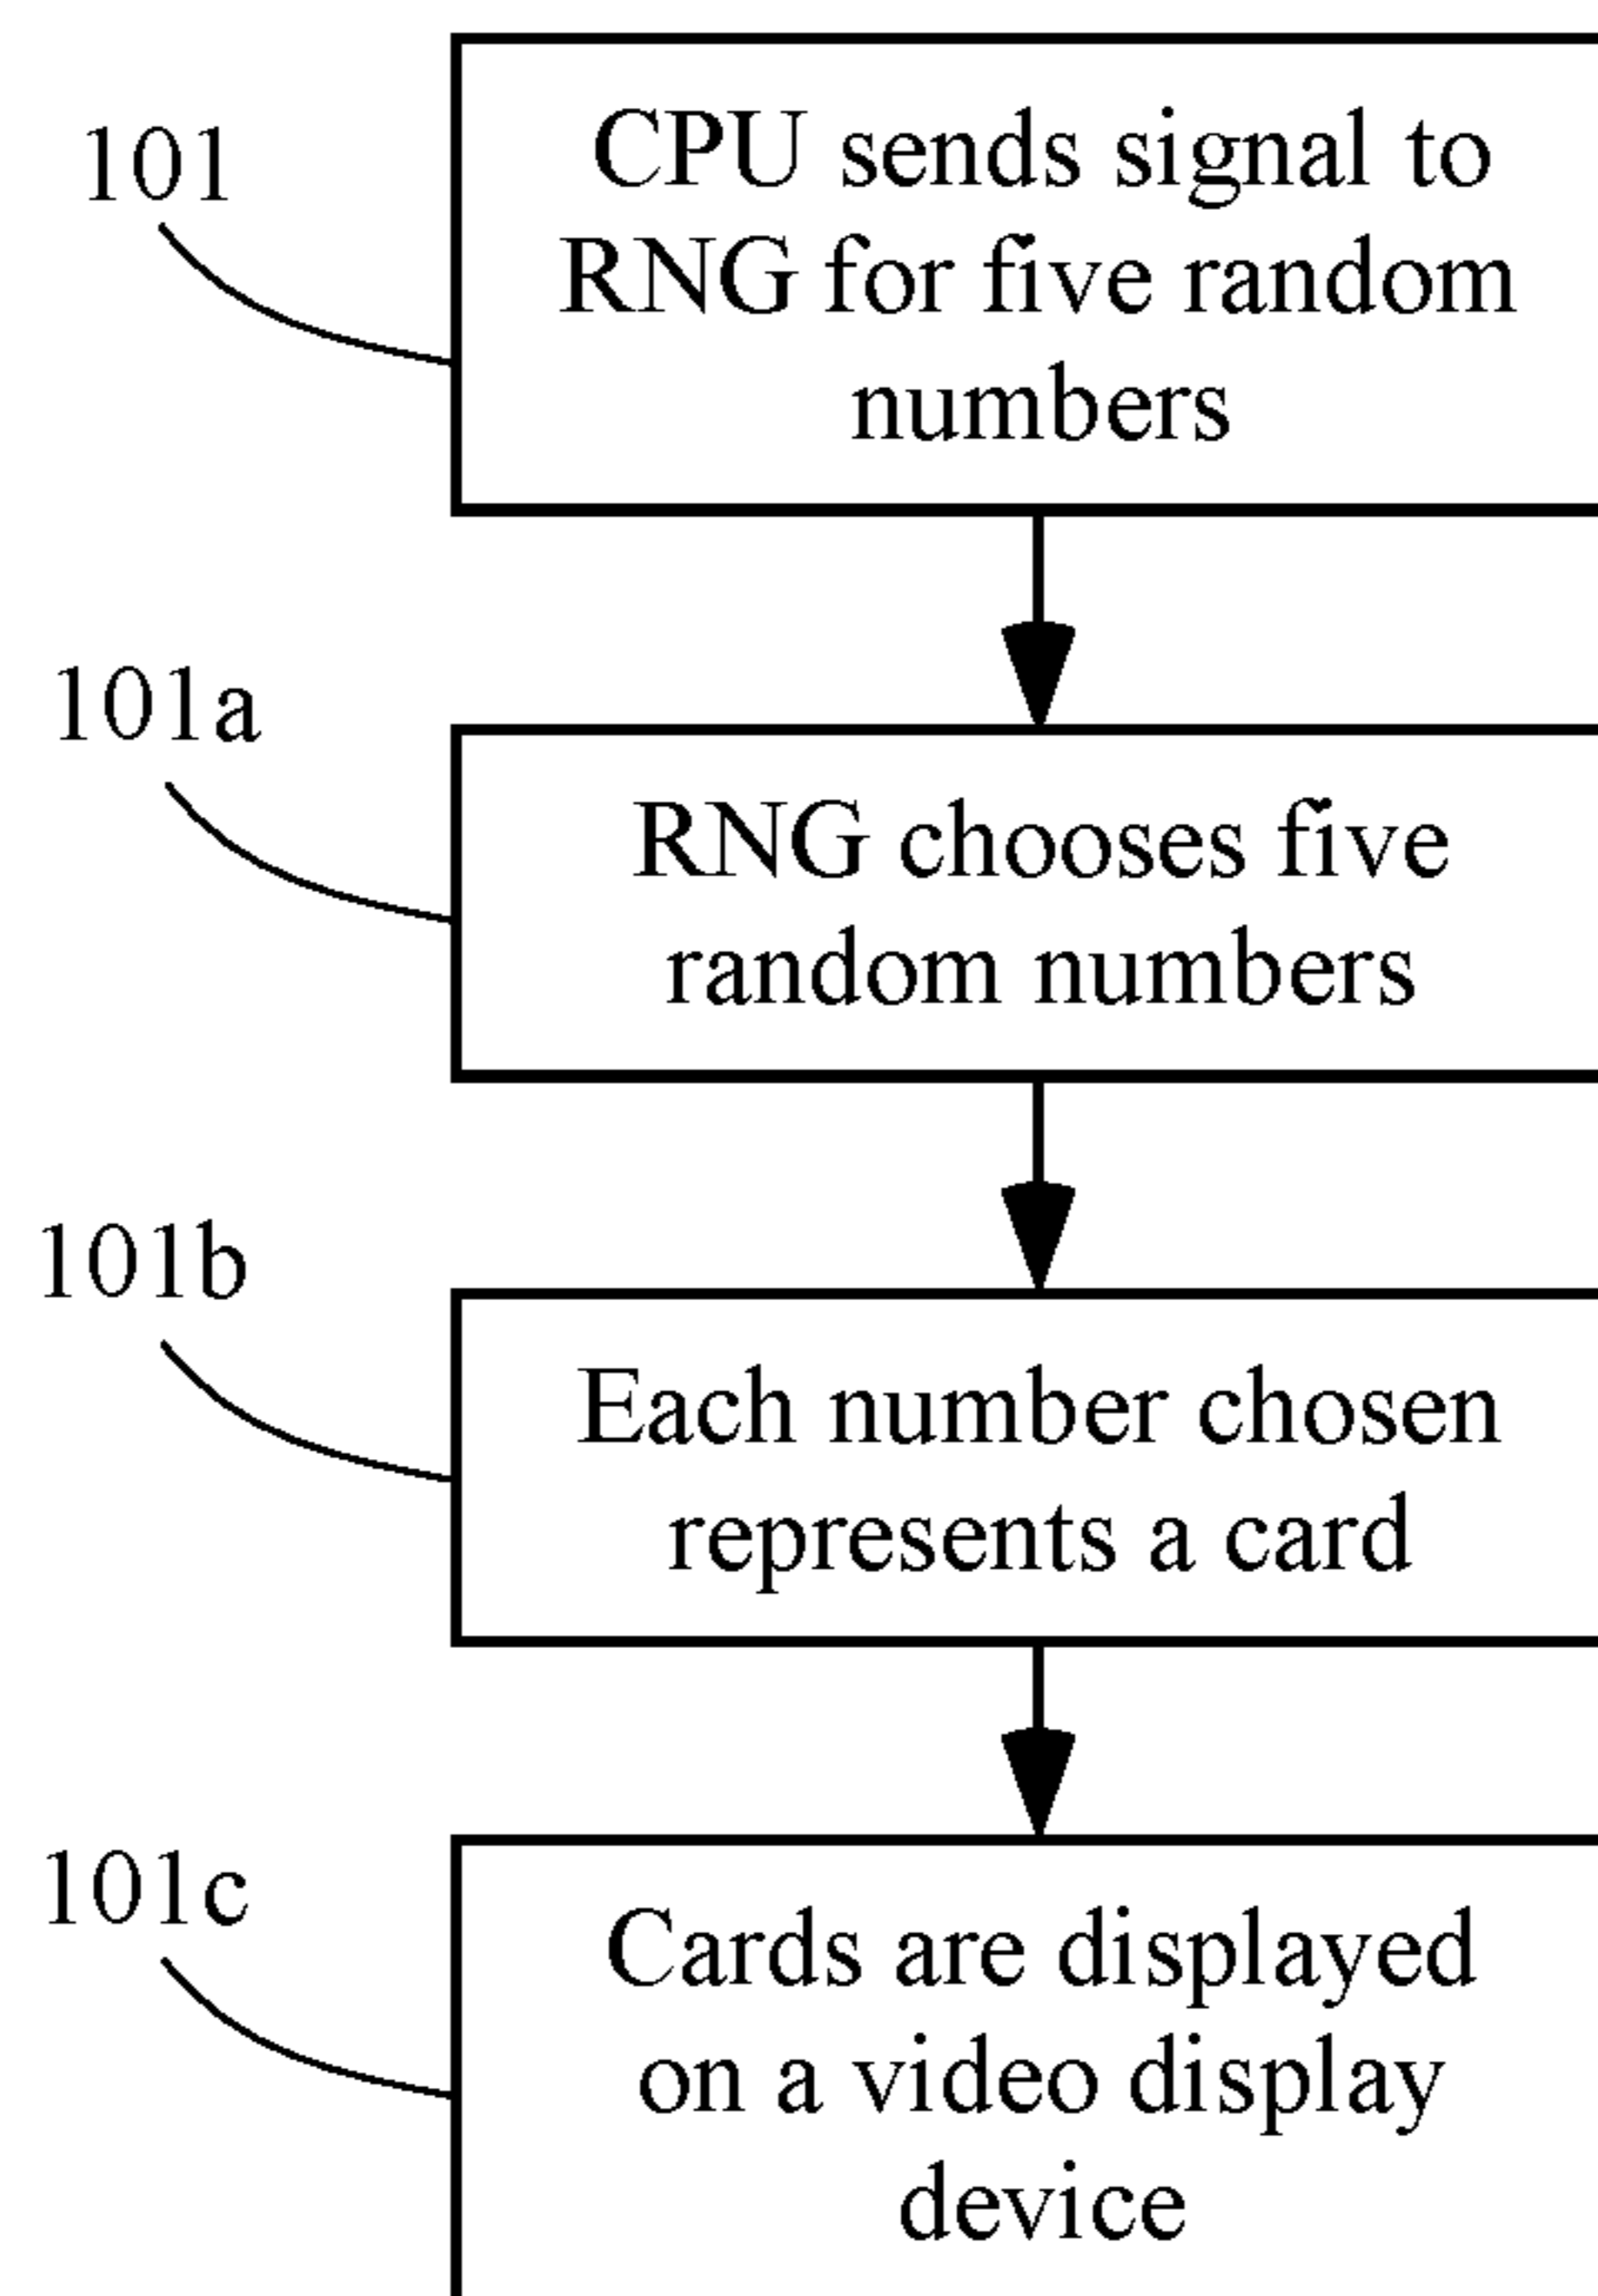 101
CPU sends signal to
RNG for five random
numbers
101a
RNG chooses five
random numbers
101b
Each number chosen
represents a card
101c
Cards are displayed
on a video display
device